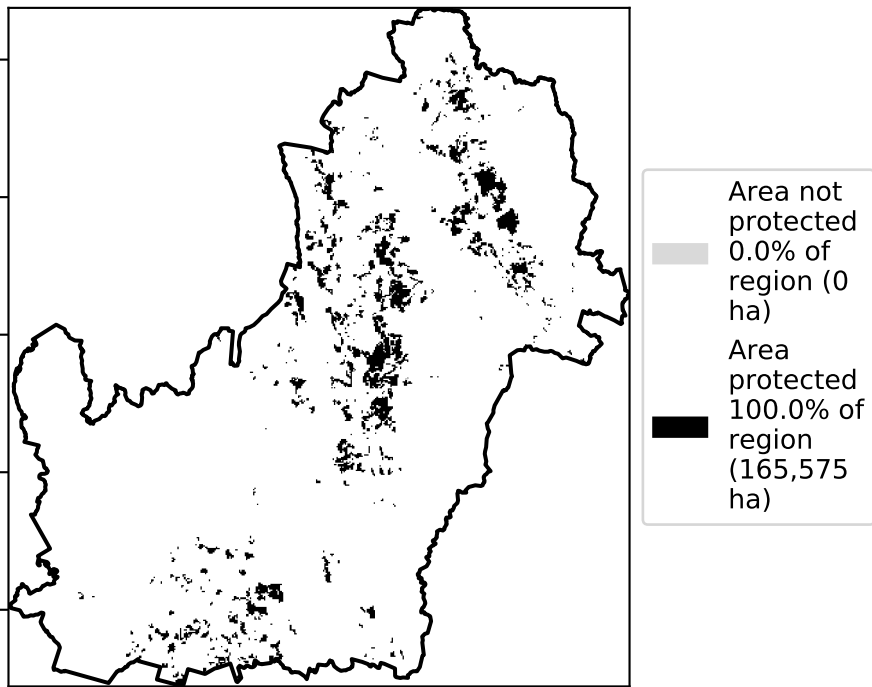 Area not
protected
0.0% of
region (0
ha)
Area
protected
100.0% of
region
(165,575
ha)